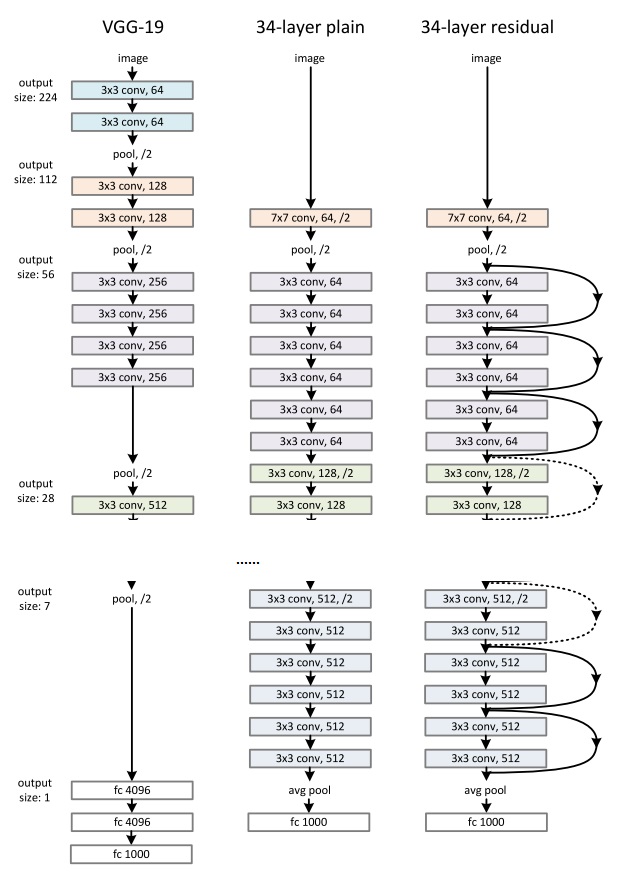 VGG-19
image
output
size: 224
3x3 conv, 64
3x3 conv, 64
pool, /2
output
size: 112
3x3 conv, 128
3x3 conv, 128
pool, /2
output
size: 56
3x3 conv, 256
3x3 conv, 256
3x3 conv, 256
3x3 conv, 256
pool, /2
output
size: 28
3x3 conv, 512
34-layer plain
image
7x7 conv, 64, /2
pool, /2
3x3 conv, 64
3x3 conv, 64
3x3 conv, 64
3x3 conv, 64
3x3 conv, 64
3x3 conv, 64
3x3 conv, 128, /2
3x3 conv, 128
34-layer residual
image
7x7 conv, 64, /2
pool, /2
3x3 conv, 64
3x3 conv, 64
3x3 conv, 64
3x3 conv, 64
3x3 conv, 64
3x3 conv, 64
3x3 conv, 128, /2
3x3 conv, 128
......
output
size: 7
pool, /2
output
size: 1
fc 4096
fc 4096
fc 1000
3x3 conv, 512, /2
3x3 conv, 512
3x3 conv, 512
3x3 conv, 512
3x3 conv, 512
3x3 conv, 512
avg pool
fc 1000
3x3 conv, 512, /2
3x3 conv, 512
3x3 conv, 512
3x3 conv, 512
3x3 conv, 512
3x3 conv, 512
avg pool
fc 1000